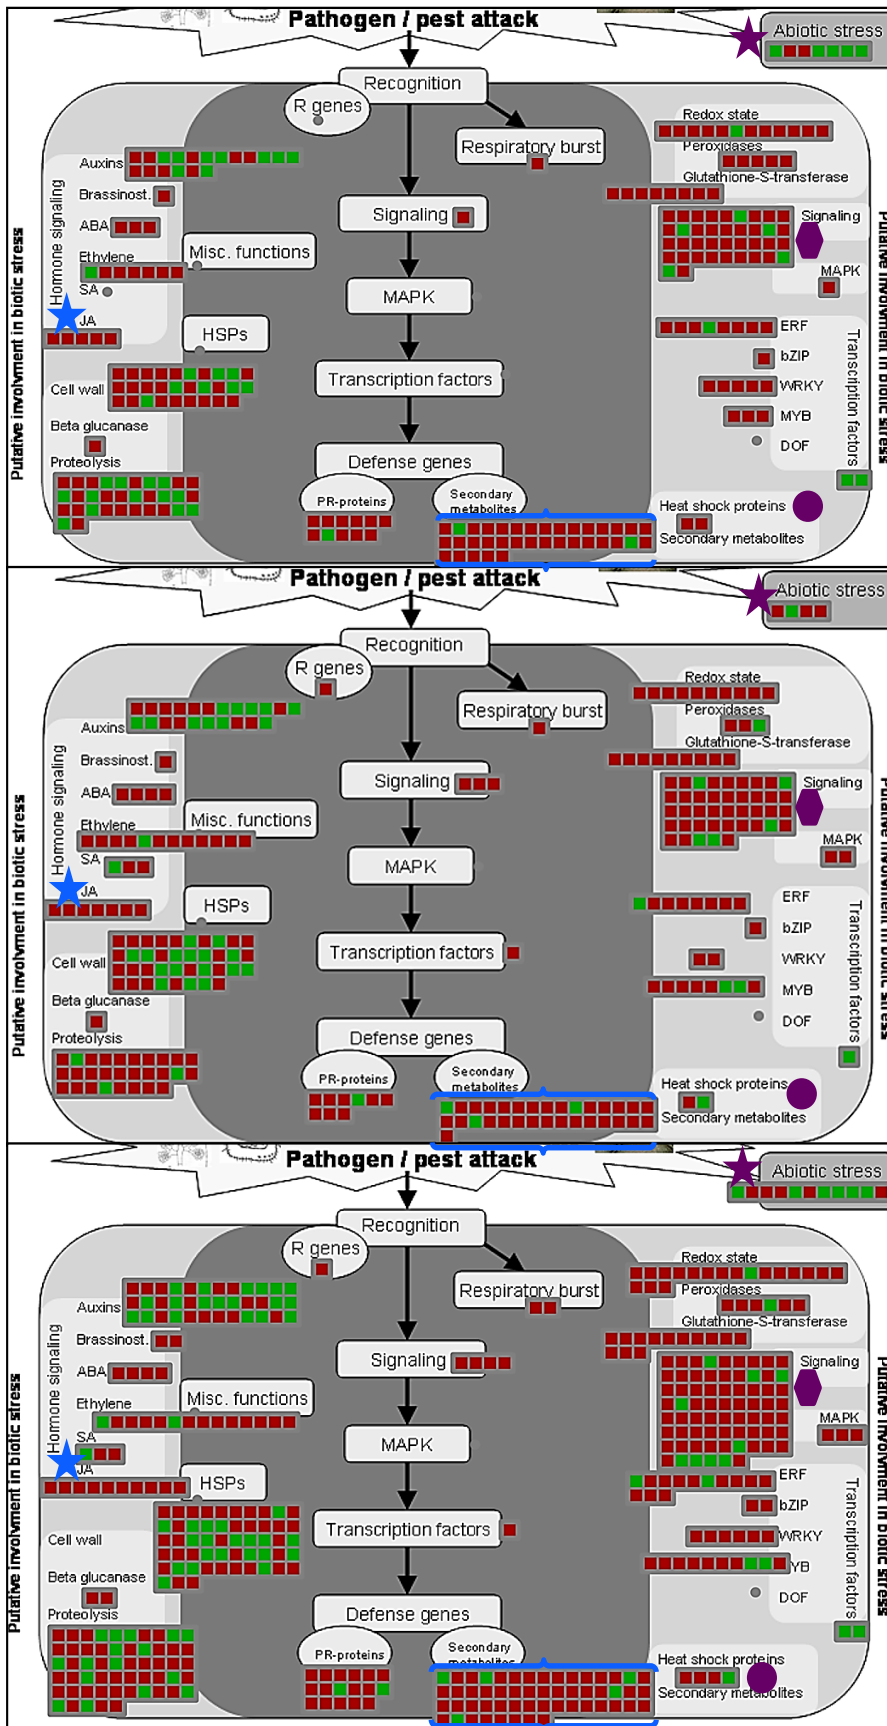 Pathogen / pest attack
Abiotic stress
Recognition
R genes
Respiratory burst
Redox state
Peroxidases
Glutathione-S-transferase
Auxins
Brassinost.
ABA
Ethylene
SA
JA
Hormone signaling
Misc. functions
HSPs
Signaling
MAPK
Transcription factors
Defense genes
PR-proteins
Secondary
metabolites
Cell wall
Beta glucanase
Proteolysis
Signaling
MAPK
ERF
bZIP
WRKY
MYB
DOF
Transcription factors
Heat shock proteins
Secondary metabolites
Putative involvment in biotic stress
Putative involvment in biotic stress
Pathogen / pest attack
Abiotic stress
Recognition
R genes
Respiratory burst
Redox state
Peroxidases
Glutathione-S-transferase
Auxins
Brassinost.
ABA
Ethylene
SA
JA
Hormone signaling
Misc. functions
HSPs
Signaling
MAPK
Transcription factors
Defense genes
PR-proteins
Secondary
metabolites
Cell wall
Beta glucanase
Proteolysis
Signaling
MAPK
ERF
bZIP
WRKY
MYB
DOF
Transcription factors
Heat shock proteins
Secondary metabolites
Putative involvment in biotic stress
Putative involvment in biotic stress
Pathogen / pest attack
Abiotic stress
Recognition
R genes
Respiratory burst
Redox state
Peroxidases
Glutathione-S-transferase
Auxins
Brassinost.
ABA
Ethylene
SA
JA
Hormone signaling
Misc. functions
HSPs
Signaling
MAPK
Transcription factors
Defense genes
PR-proteins
Secondary
metabolites
Cell wall
Beta glucanase
Proteolysis
Signaling
MAPK
ERF
bZIP
WRKY
YB
DOF
Transcription factors
Heat shock proteins
Secondary metabolites
Putative involvment in biotic stress
Putative involvment in biotic stress